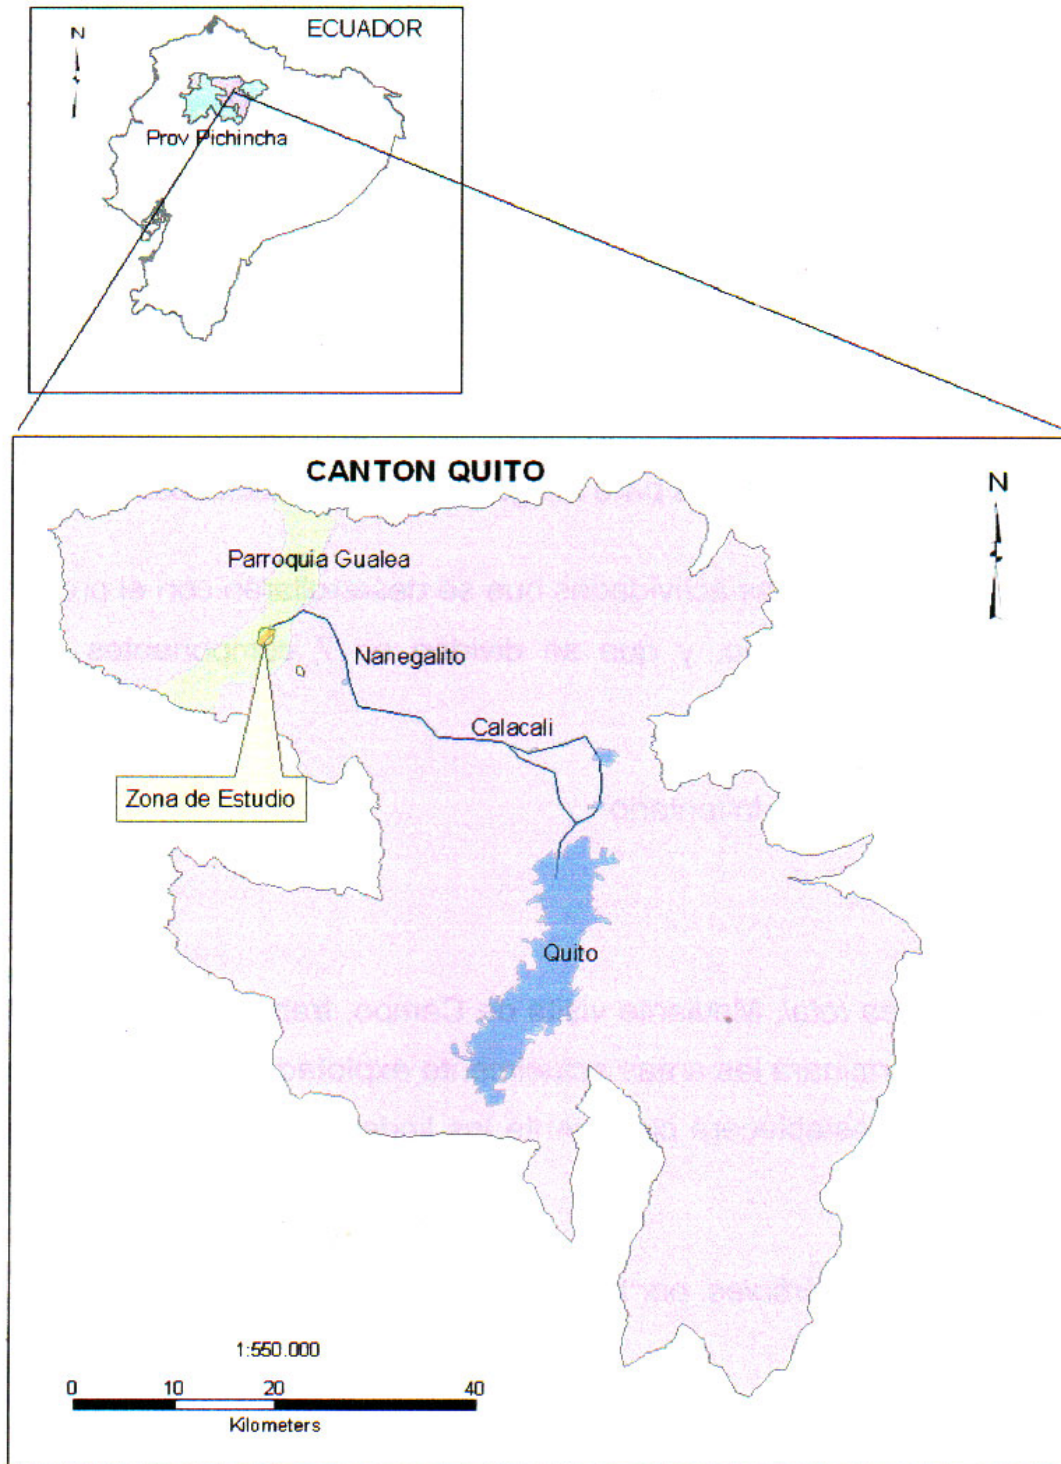 N
ECUADOR
Prov Pichincha
CANTON QUITO
N
Parroquia Gualea
Nanegalito
Calacali
Zona de Estudio
Quito
1:550.000
0 10 20 40
Kilometers